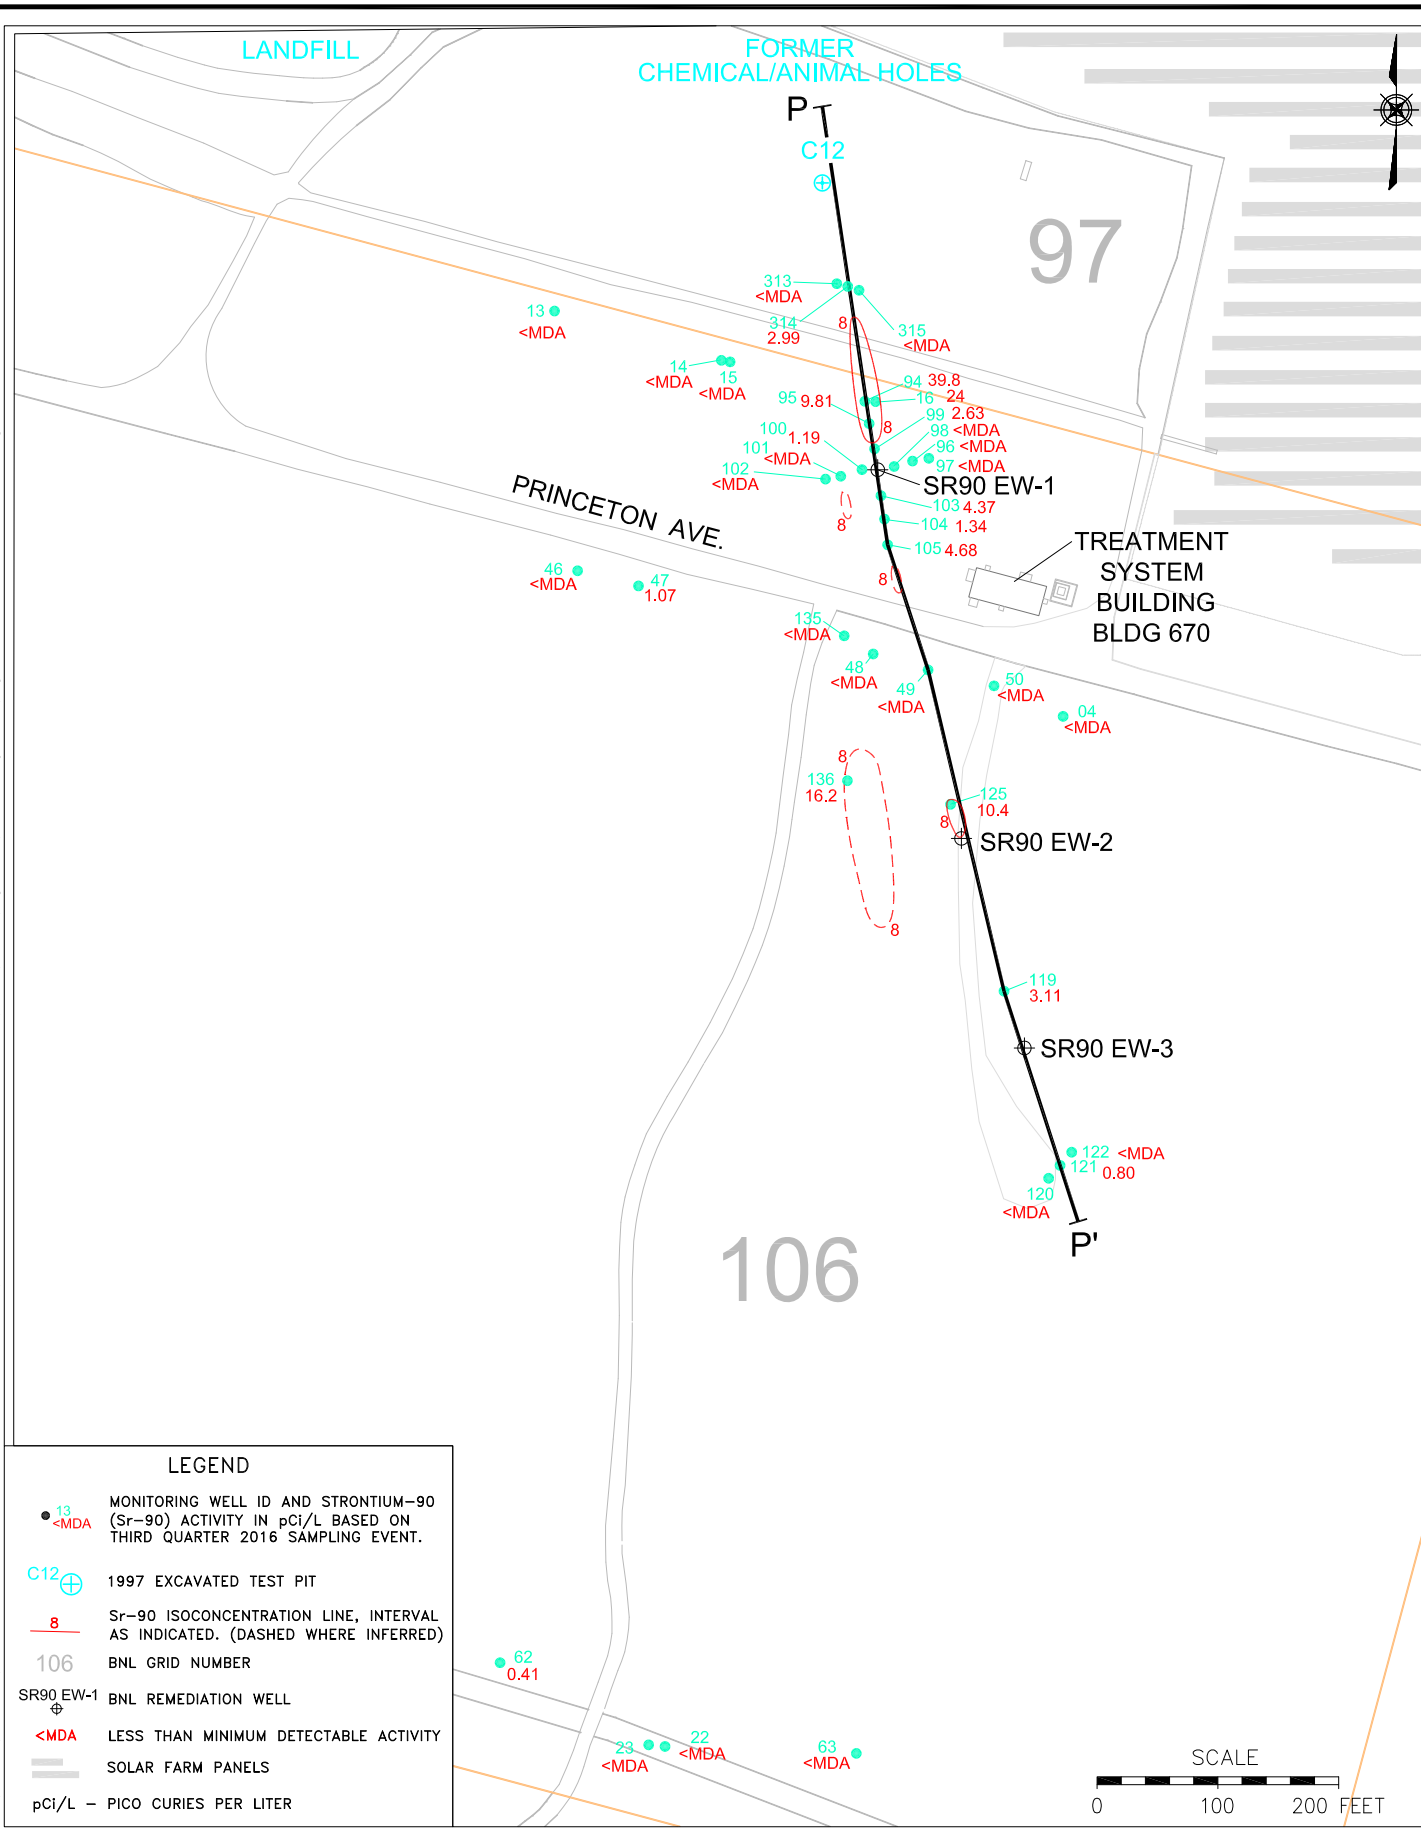 LANDFILL
FORMER
CHEMICAL/ANIMAL HOLES
P
C12
97
313
<MDA
314
2.99
8
315
<MDA
13
<MDA
14
<MDA
15
<MDA
94 39.8
16 24
95 9.81
99 2.63
8
98 <MDA
100 1.19
96 <MDA
101
<MDA
97 <MDA
102
<MDA
SR90 EW-1
103 4.37
8
104 1.34
105 4.68
PRINCETON AVE.
TREATMENT
SYSTEM
BUILDING
BLDG 670
46
<MDA
47
1.07
8
135
<MDA
48
<MDA
49
<MDA
50
<MDA
04
<MDA
8
136
16.2
125
10.4
8
SR90 EW-2
8
119
3.11
SR90 EW-3
122 <MDA
121 0.80
120
<MDA
P'
106
LEGEND
13
<MDA
MONITORING WELL ID AND STRONTIUM-90
(Sr-90) ACTIVITY IN pCi/L BASED ON
THIRD QUARTER 2016 SAMPLING EVENT.
C12 1997 EXCAVATED TEST PIT
8 Sr-90 ISOCONCENTRATION LINE, INTERVAL
AS INDICATED. (DASHED WHERE INFERRED)
106 BNL GRID NUMBER
SR90 EW-1 BNL REMEDIATION WELL
<MDA LESS THAN MINIMUM DETECTABLE ACTIVITY
SOLAR FARM PANELS
pCi/L - PICO CURIES PER LITER
62
0.41
23
<MDA
22
<MDA
63
<MDA
SCALE
0 100 200 FEET